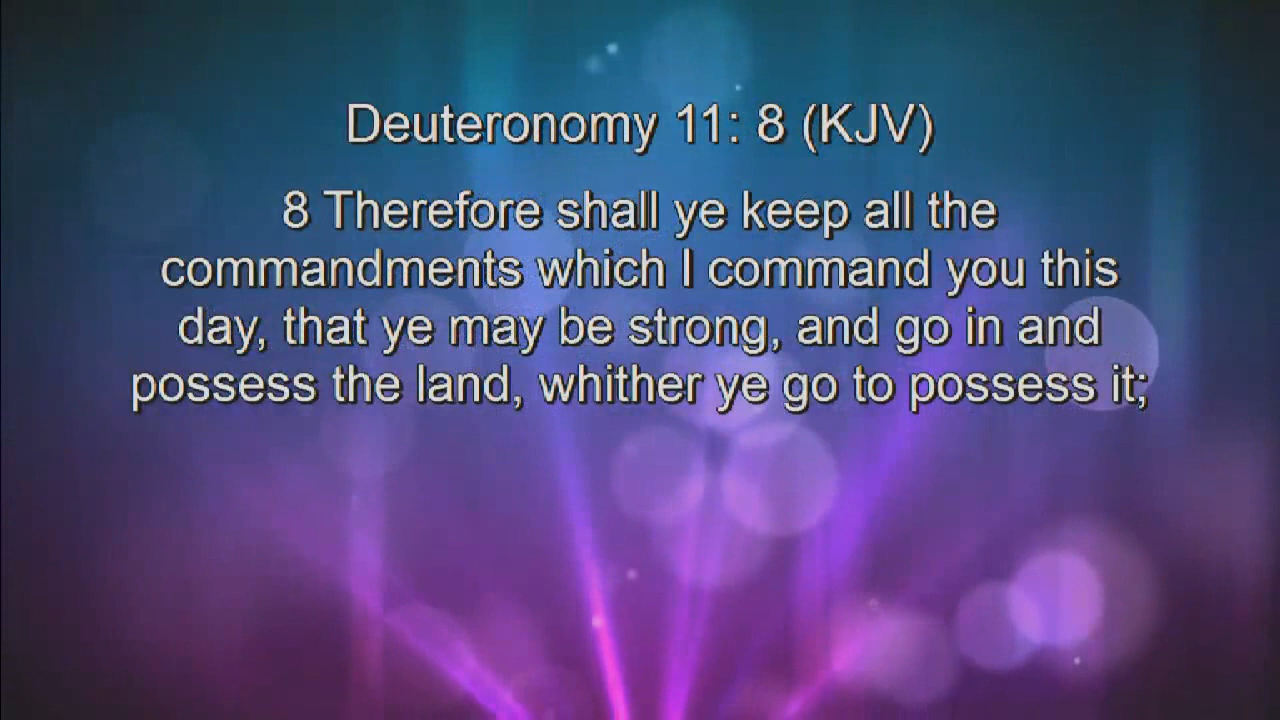 Deuteronomy 11: 8 (KJV)
8 Therefore shall ye keep all the
commandments which I command you this
day, that ye may be strong, and go in and
possess the land, whither ye go to possess it;